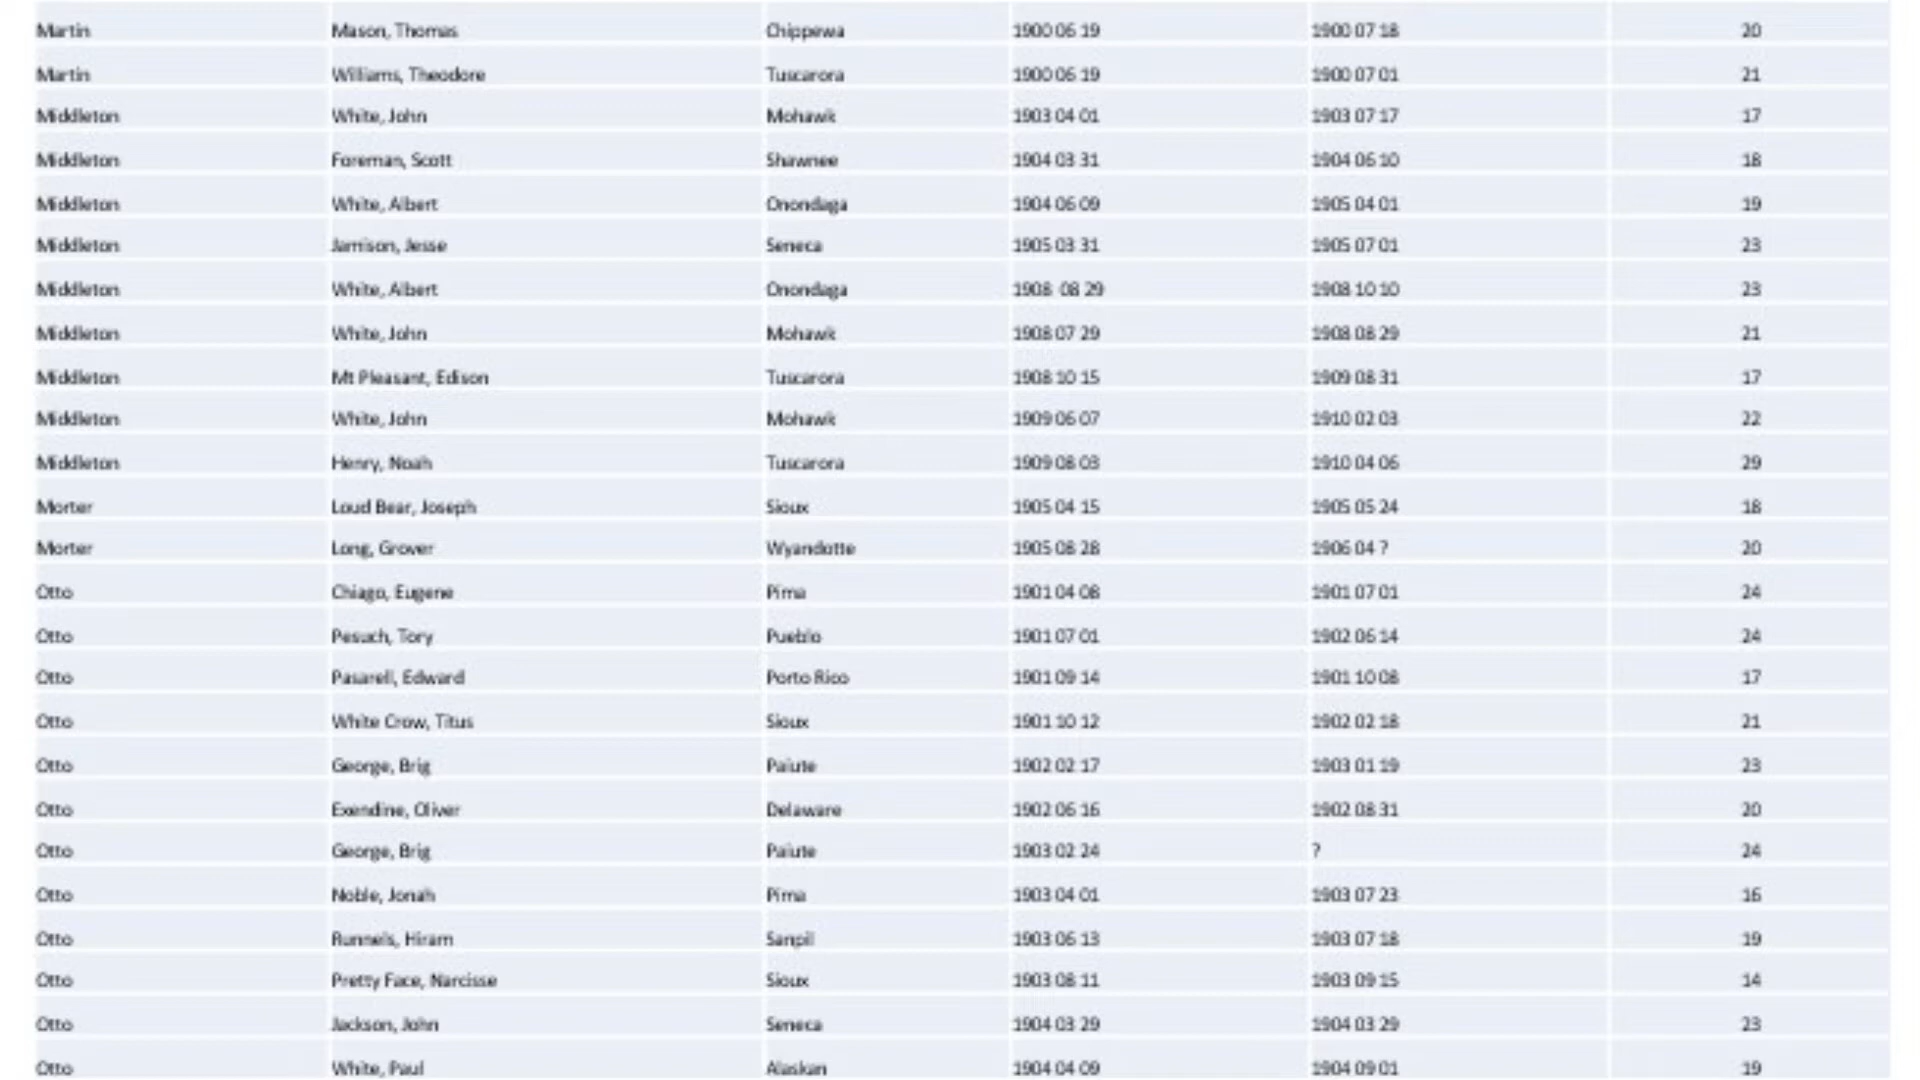 Martin Mason, Thomas Chippewa 1900 06 19 1900 07 18 20
Martin Williams, Theodore Tuscarora 1900 06 19 1900 07 01 21
Middleton White, John Mohawk 1903 04 01 1903 07 17 17
Middleton Foreman, Scott Shawnee 1904 03 31 1904 06 10 18
Middleton White, Albert Onondaga 1904 06 09 1905 04 01 19
Middleton Jamison, Jesse Seneca 1905 03 31 1905 07 01 23
Middleton White, Albert Onondaga 1908 08 29 1908 10 10 23
Middleton White, John Mohawk 1908 07 29 1908 08 29 21
Middleton Mt Pleasant, Edison Tuscarora 1908 10 15 1909 08 31 17
Middleton White, John Mohawk 1909 06 07 1910 02 03 22
Middleton Henry, Noah Tuscarora 1909 08 03 1910 04 06 29
Morter Loud Bear, Joseph Sioux 1905 04 15 1905 05 24 18
Morter Long, Grover Wyandotte 1905 08 28 1906 04 ? 20
Otto Chiago, Eugene Pima 1901 04 08 1901 07 01 24
Otto Pesuch, Tory Pueblo 1901 07 01 1902 06 14 24
Otto Pasarell, Edward Porto Rico 1901 09 14 1901 10 08 17
Otto White Crow, Titus Sioux 1901 10 12 1902 02 18 21
Otto George, Brig Paiute 1902 02 17 1903 01 19 23
Otto Exendine, Oliver Delaware 1902 06 16 1902 08 31 20
Otto George, Brig Paiute 1903 02 24 ? 24
Otto Noble, Jonah Pima 1903 04 01 1903 07 23 16
Otto Runnels, Hiram Sanpil 1903 06 13 1903 07 18 19
Otto Pretty Face, Narcisse Sioux 1903 08 11 1903 09 15 14
Otto Jackson, John Seneca 1904 03 29 1904 03 29 23
Otto White, Paul Alaskan 1904 04 09 1904 09 01 19